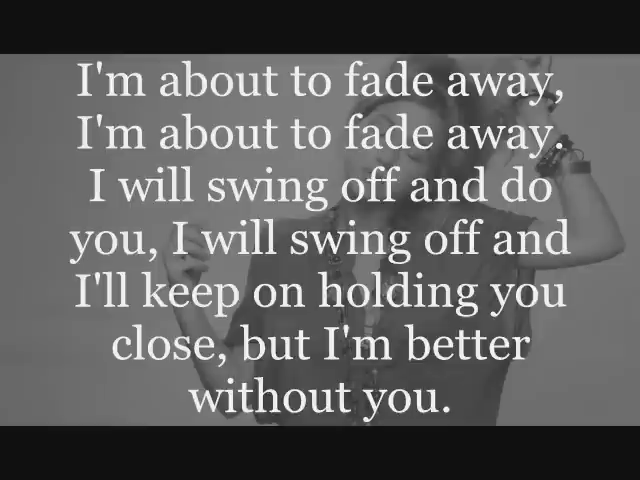 I'm about to fade away,
I'm about to fade away.
I will swing off and do
you, I will swing off and
I'll keep on holding you
close, but I'm better
without you.